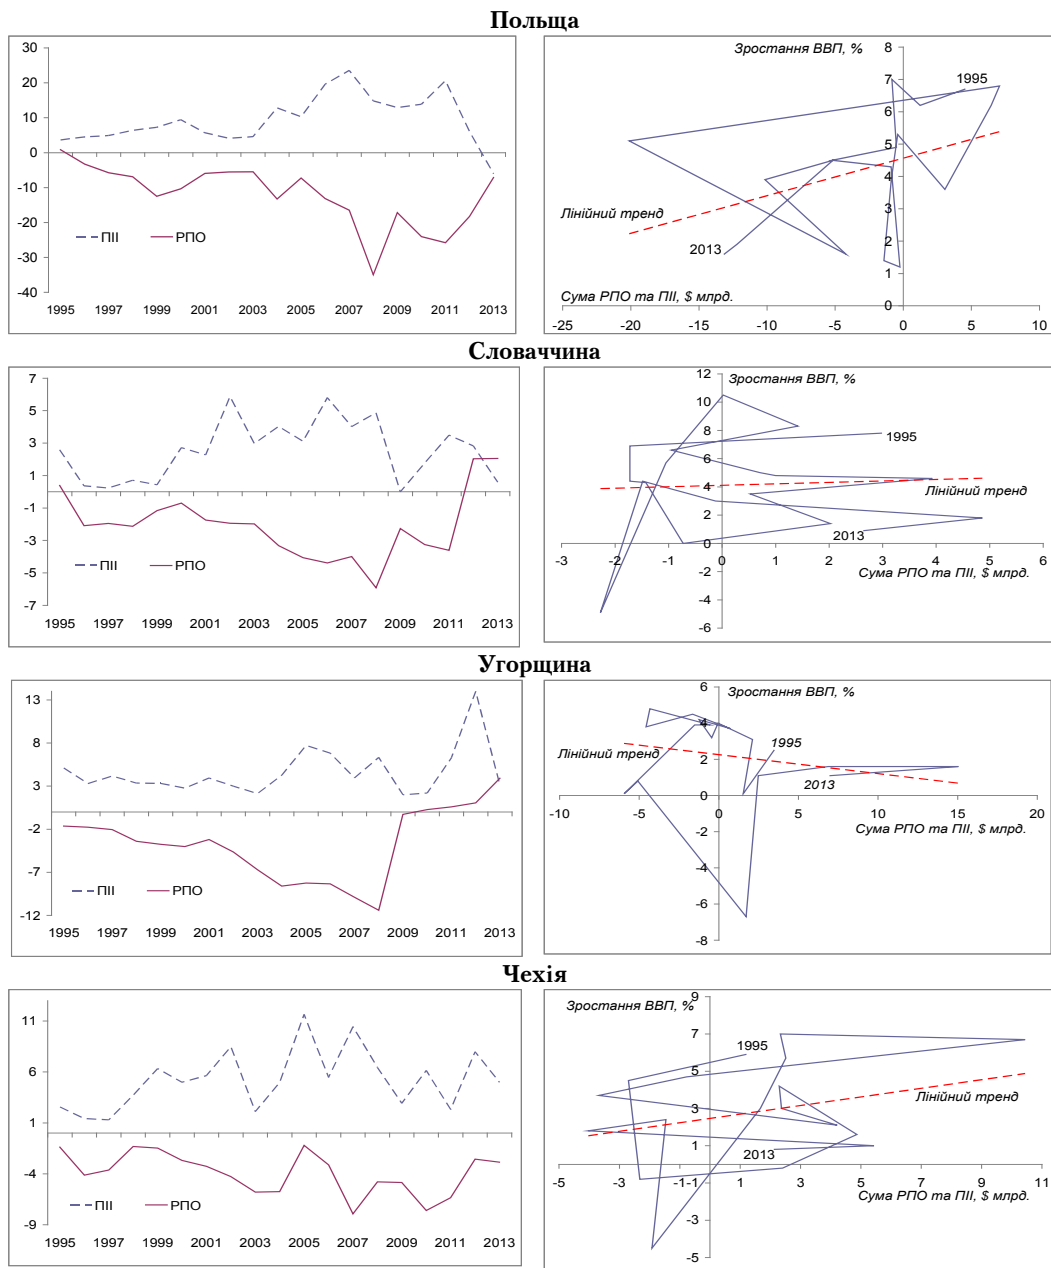 Польща
30
20
10
0
-10
-20
-30
-40
ПІІ
РПО
1995 1997 1999 2001 2003 2005 2007 2009 2011 2013
Зростання ВВП, %
8
7
6
5
4
3
2
1
0
1995
Лінійний тренд
2013
Сума РПО та ПІІ, $ млрд.
-25 -20 -15 -10 -5 0 5 10
Словаччина
7
5
3
1
-1
-3
-5
-7
ПІІ
РПО
1995 1997 1999 2001 2003 2005 2007 2009 2011 2013
Зростання ВВП, %
12
10
8
6
4
2
0
-2
-4
-6
1995
Лінійний тренд
2013
Сума РПО та ПІІ, $ млрд.
-3 -2 -1 0 1 2 3 4 5 6
Угорщина
13
8
3
-2
-7
-12
ПІІ
РПО
1995 1997 1999 2001 2003 2005 2007 2009 2011 2013
Зростання ВВП, %
6
4
2
0
-2
-4
-6
-8
1995
Лінійний тренд
2013
Сума РПО та ПІІ, $ млрд.
-10 -5 0 5 10 15 20
Чехія
11
6
1
-4
-9
ПІІ
РПО
1995 1997 1999 2001 2003 2005 2007 2009 2011 2013
Зростання ВВП, %
9
7
5
3
1
-1
-3
-5
1995
Лінійний тренд
2013
Сума РПО та ПІІ, $ млрд.
-5 -3 -1 1 3 5 7 9 11